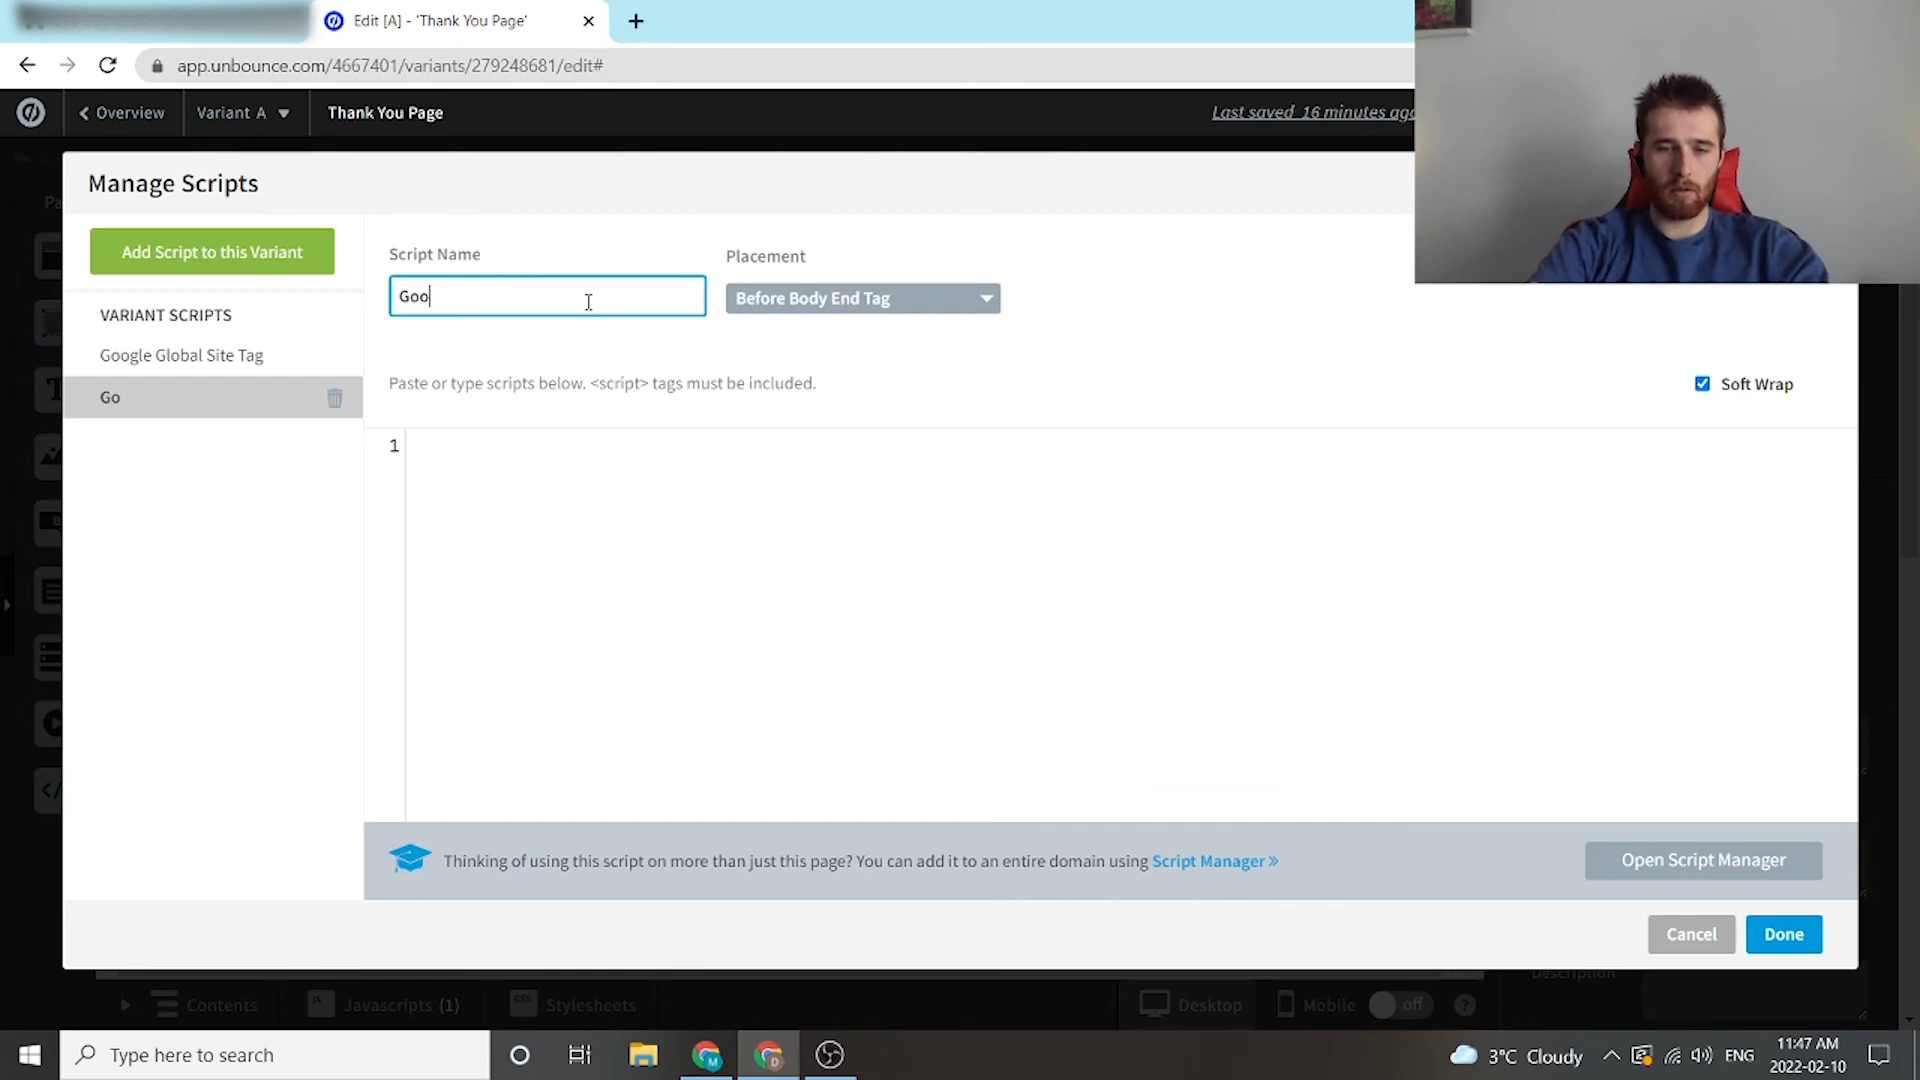 Edit [A] - 'Thank You Page'
app.unbounce.com/4667401/variants/279248681/edit#
Overview
Variant A
Thank You Page
Last saved 16 minutes ago
Manage Scripts
Add Script to this Variant
VARIANT SCRIPTS
Google Global Site Tag
Go
Script Name
Goo
Placement
Before Body End Tag
Paste or type scripts below. <script> tags must be included.
Soft Wrap
1
Thinking of using this script on more than just this page? You can add it to an entire domain using Script Manager »
Open Script Manager
Cancel
Done
Description
Contents
JS
Javascripts (1)
CSS
Stylesheets
Desktop
Mobile
off
?
Type here to search
M
D
3°C Cloudy
ENG
11:47 AM
2022-02-10